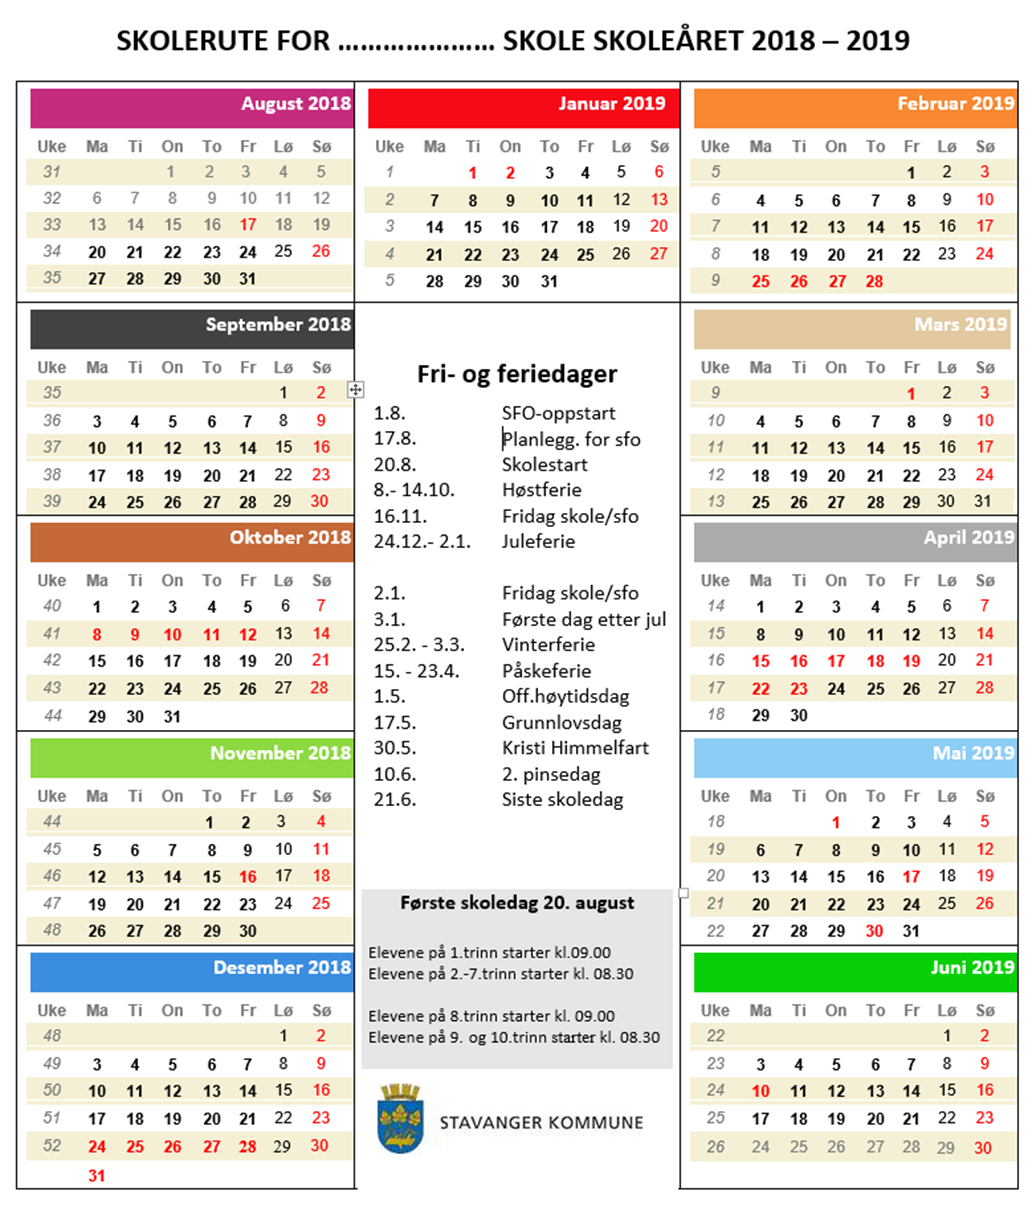 SKOLERUTE FOR ………………… SKOLE SKOLEÅRET 2018 – 2019
August 2018
Uke Ma Ti On To Fr Lø Sø
31 1 2 3 4 5
32 6 7 8 9 10 11 12
33 13 14 15 16 17 18 19
34 20 21 22 23 24 25 26
35 27 28 29 30 31
Januar 2019
Uke Ma Ti On To Fr Lø Sø
1 1 2 3 4 5 6
2 7 8 9 10 11 12 13
3 14 15 16 17 18 19 20
4 21 22 23 24 25 26 27
5 28 29 30 31
Februar 2019
Uke Ma Ti On To Fr Lø Sø
5 1 2 3
6 4 5 6 7 8 9 10
7 11 12 13 14 15 16 17
8 18 19 20 21 22 23 24
9 25 26 27 28
September 2018
Uke Ma Ti On To Fr Lø Sø
35 1 2
36 3 4 5 6 7 8 9
37 10 11 12 13 14 15 16
38 17 18 19 20 21 22 23
39 24 25 26 27 28 29 30
Oktober 2018
Uke Ma Ti On To Fr Lø Sø
40 1 2 3 4 5 6 7
41 8 9 10 11 12 13 14
42 15 16 17 18 19 20 21
43 22 23 24 25 26 27 28
44 29 30 31
November 2018
Uke Ma Ti On To Fr Lø Sø
44 1 2 3 4
45 5 6 7 8 9 10 11
46 12 13 14 15 16 17 18
47 19 20 21 22 23 24 25
48 26 27 28 29 30
Desember 2018
Uke Ma Ti On To Fr Lø Sø
48 1 2
49 3 4 5 6 7 8 9
50 10 11 12 13 14 15 16
51 17 18 19 20 21 22 23
52 24 25 26 27 28 29 30
31
Fri- og feriedager
1.8. SFO-oppstart
17.8. Planlegg. for sfo
20.8. Skolestart
8.- 14.10. Høstferie
16.11. Fridag skole/sfo
24.12.- 2.1. Juleferie
2.1. Fridag skole/sfo
3.1. Første dag etter jul
25.2. - 3.3. Vinterferie
15. - 23.4. Påskeferie
1.5. Off.høytidsdag
17.5. Grunnlovsdag
30.5. Kristi Himmelfart
10.6. 2. pinsedag
21.6. Siste skoledag
Første skoledag 20. august
Elevene på 1.trinn starter kl.09.00
Elevene på 2.-7.trinn starter kl. 08.30
Elevene på 8.trinn starter kl. 09.00
Elevene på 9. og 10.trinn starter kl. 08.30
STAVANGER KOMMUNE
Mars 2019
Uke Ma Ti On To Fr Lø Sø
9 1 2 3
10 4 5 6 7 8 9 10
11 11 12 13 14 15 16 17
12 18 19 20 21 22 23 24
13 25 26 27 28 29 30 31
April 2019
Uke Ma Ti On To Fr Lø Sø
14 1 2 3 4 5 6 7
15 8 9 10 11 12 13 14
16 15 16 17 18 19 20 21
17 22 23 24 25 26 27 28
18 29 30
Mai 2019
Uke Ma Ti On To Fr Lø Sø
18 1 2 3 4 5
19 6 7 8 9 10 11 12
20 13 14 15 16 17 18 19
21 20 21 22 23 24 25 26
22 27 28 29 30 31
Juni 2019
Uke Ma Ti On To Fr Lø Sø
22 1 2
23 3 4 5 6 7 8 9
24 10 11 12 13 14 15 16
25 17 18 19 20 21 22 23
26 24 25 26 27 28 29 30